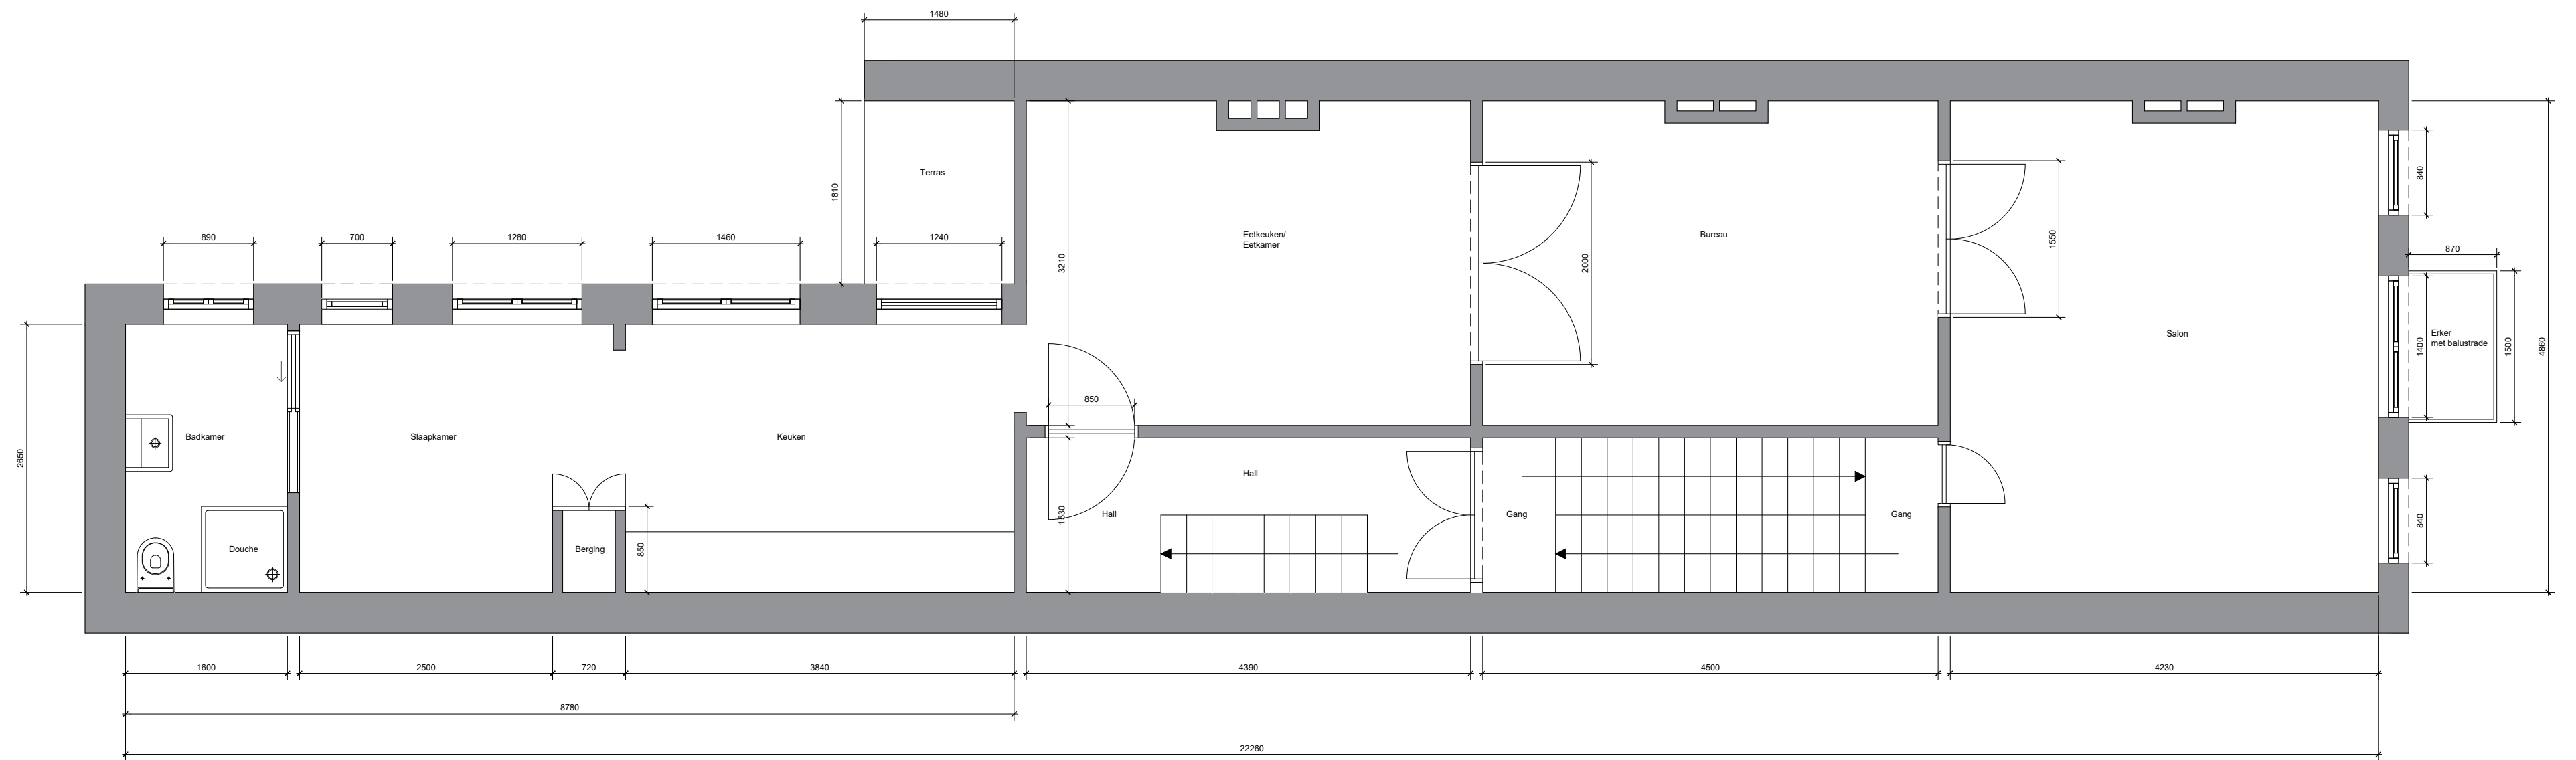 1480
1810
Terras
840
890
700
1280
1460
1240
3210
Eetkeuken/
Eetkamer
2000
Bureau
1550
870
Salon
Erker
met balustrade
1400
1500
4860
2650
Badkamer
Slaapkamer
Keuken
850
Hall
Hall
1530
Gang
Gang
840
Douche
Berging
850
1600
2500
720
3840
4390
4500
4230
8780
22260